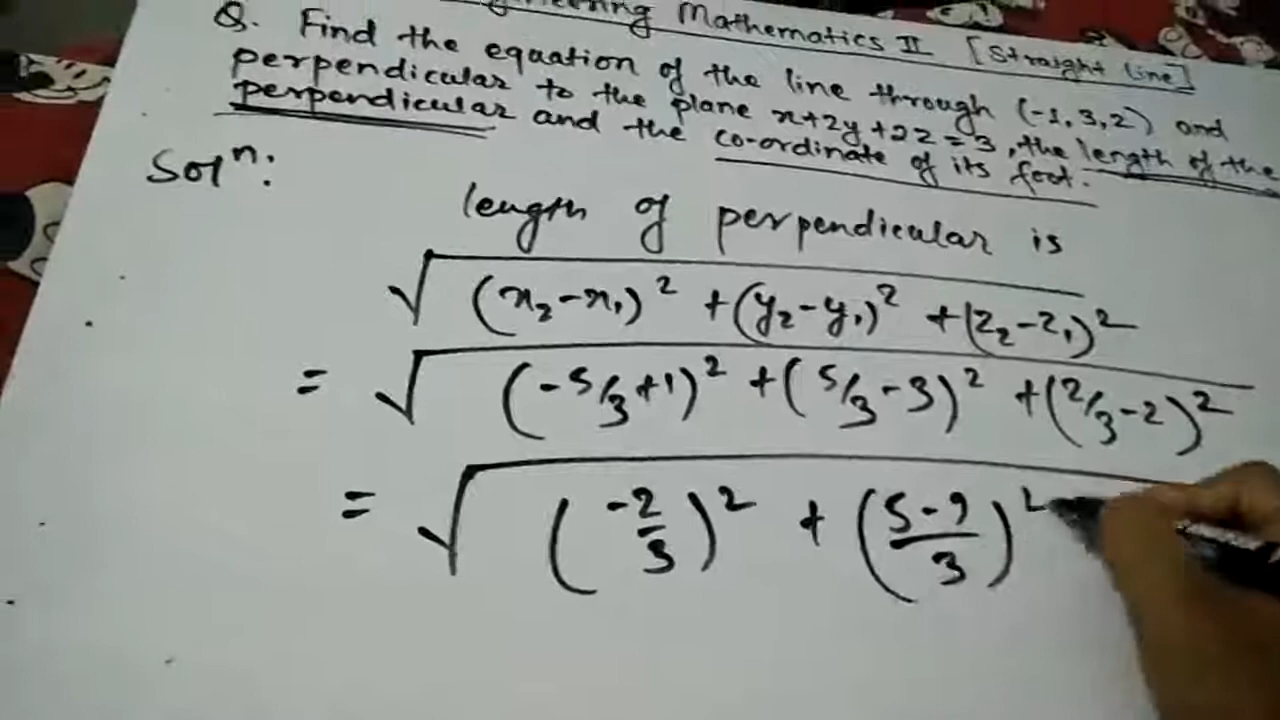 Mathematics II [Straight line]
Q. Find the equation of the line through (-1, 3, 2) and
perpendicular to the plane x+2y+2z=3, the length of the
perpendicular and the co-ordinate of its foot.
Solⁿ:
length of perpendicular is
√(x₂-x₁)² + (y₂-y₁)² + (z₂-z₁)²
= √(-5/3+1)² + (5/3-3)² + (2/3-2)²
= √(-2/3)² + (5-9/3)²